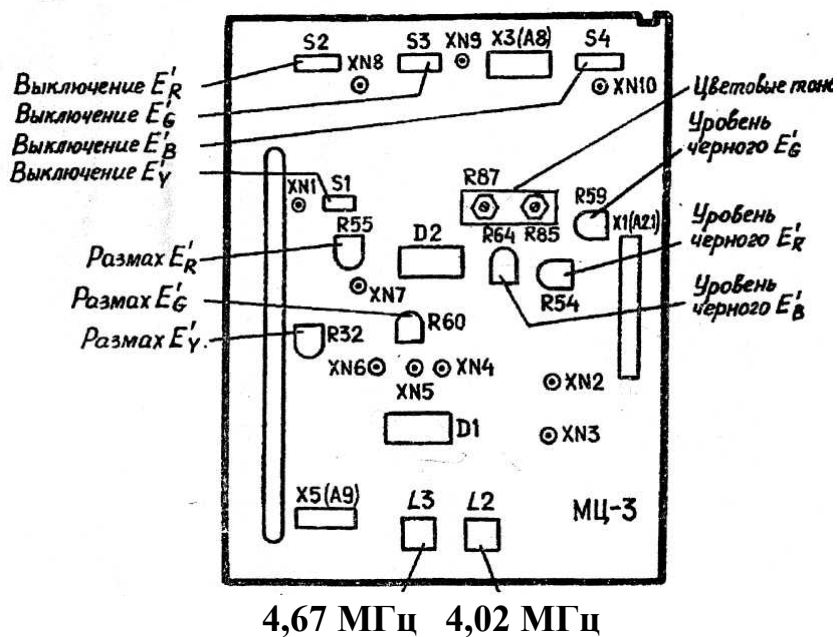 S2
S3
XN9
X3(A8)
S4
XN8
XN10
Выключение E'R
Выключение E'G
Выключение E'B
Выключение E'Y
Цветовые тона
Уровень
черного E'G
XN1
S1
R87
R59
R55
D2
R64
R85
X1(A2.1)
Уровень
черного E'R
Размах E'R
XN7
R54
Уровень
черного E'B
Размах E'G
R60
Размах E'Y.
R32
XN6
XN5
XN4
XN2
D1
XN3
X5(A9)
L3
L2
МЦ-3
4,67 МГц 4,02 МГц